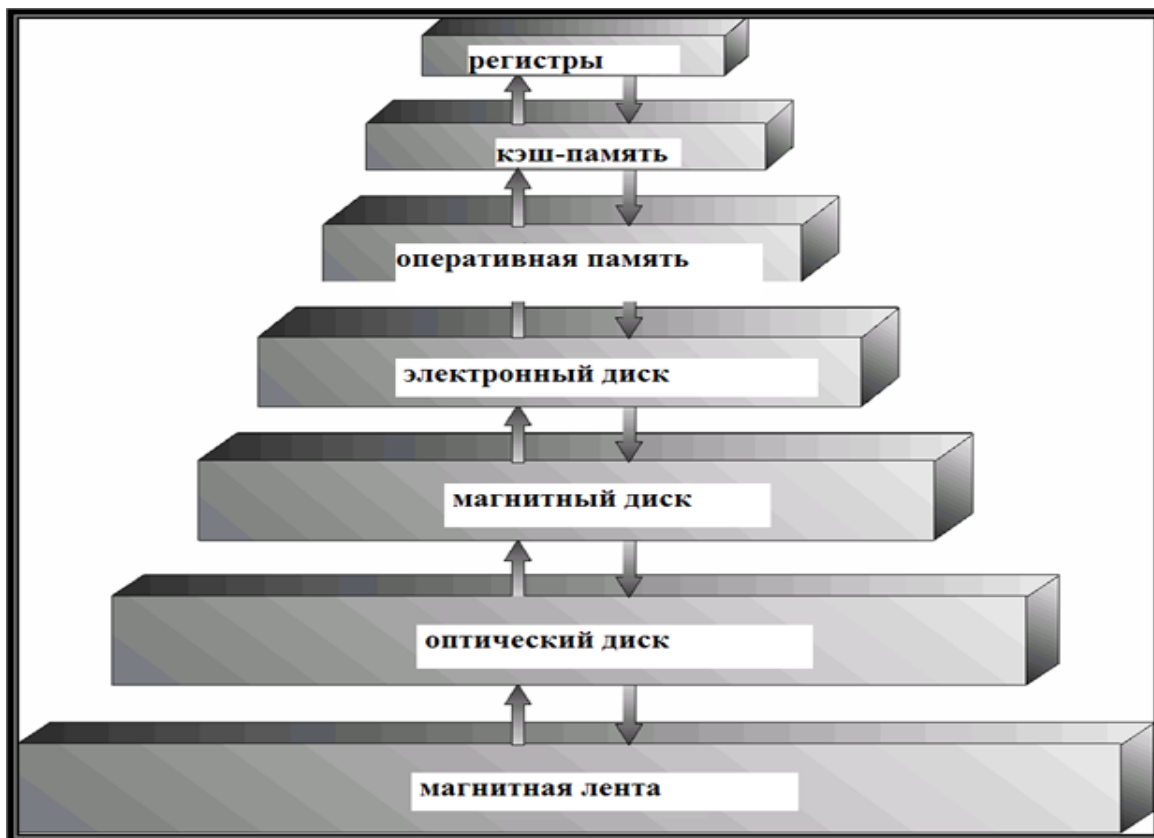 регистры
кэш-память
оперативная память
электронный диск
магнитный диск
оптический диск
магнитная лента